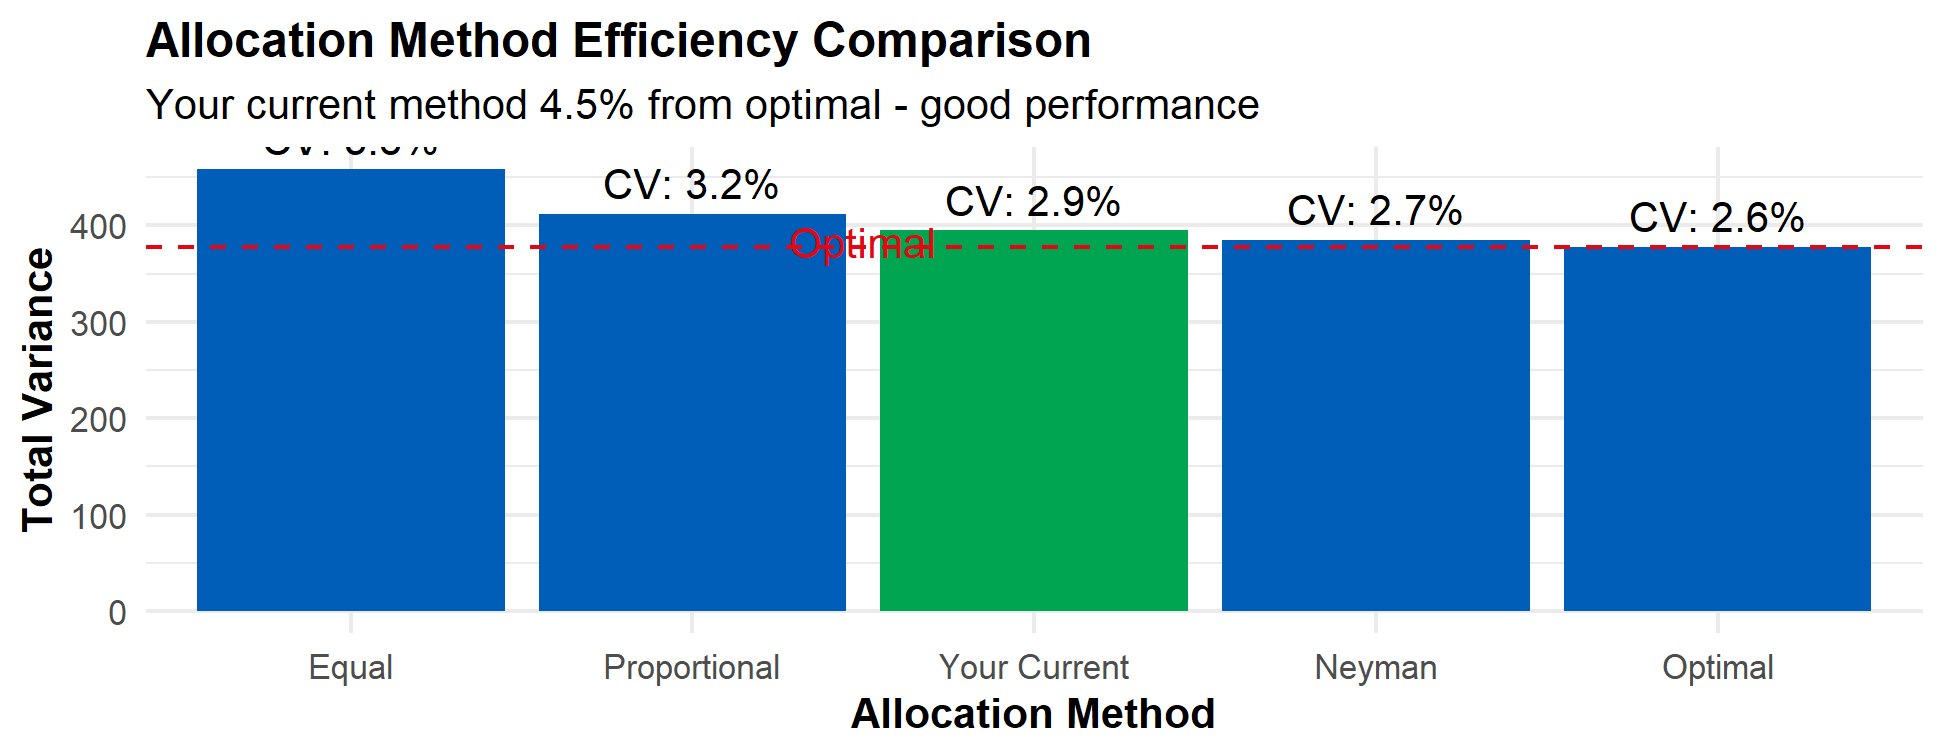 Allocation Method Efficiency Comparison
Your current method 4.5% from optimal - good performance
CV: 3.2%
CV: 2.9%
CV: 2.7%
CV: 2.6%
Optimal
400
300
200
100
0
Total Variance
Equal
Proportional
Your Current
Neyman
Optimal
Allocation Method